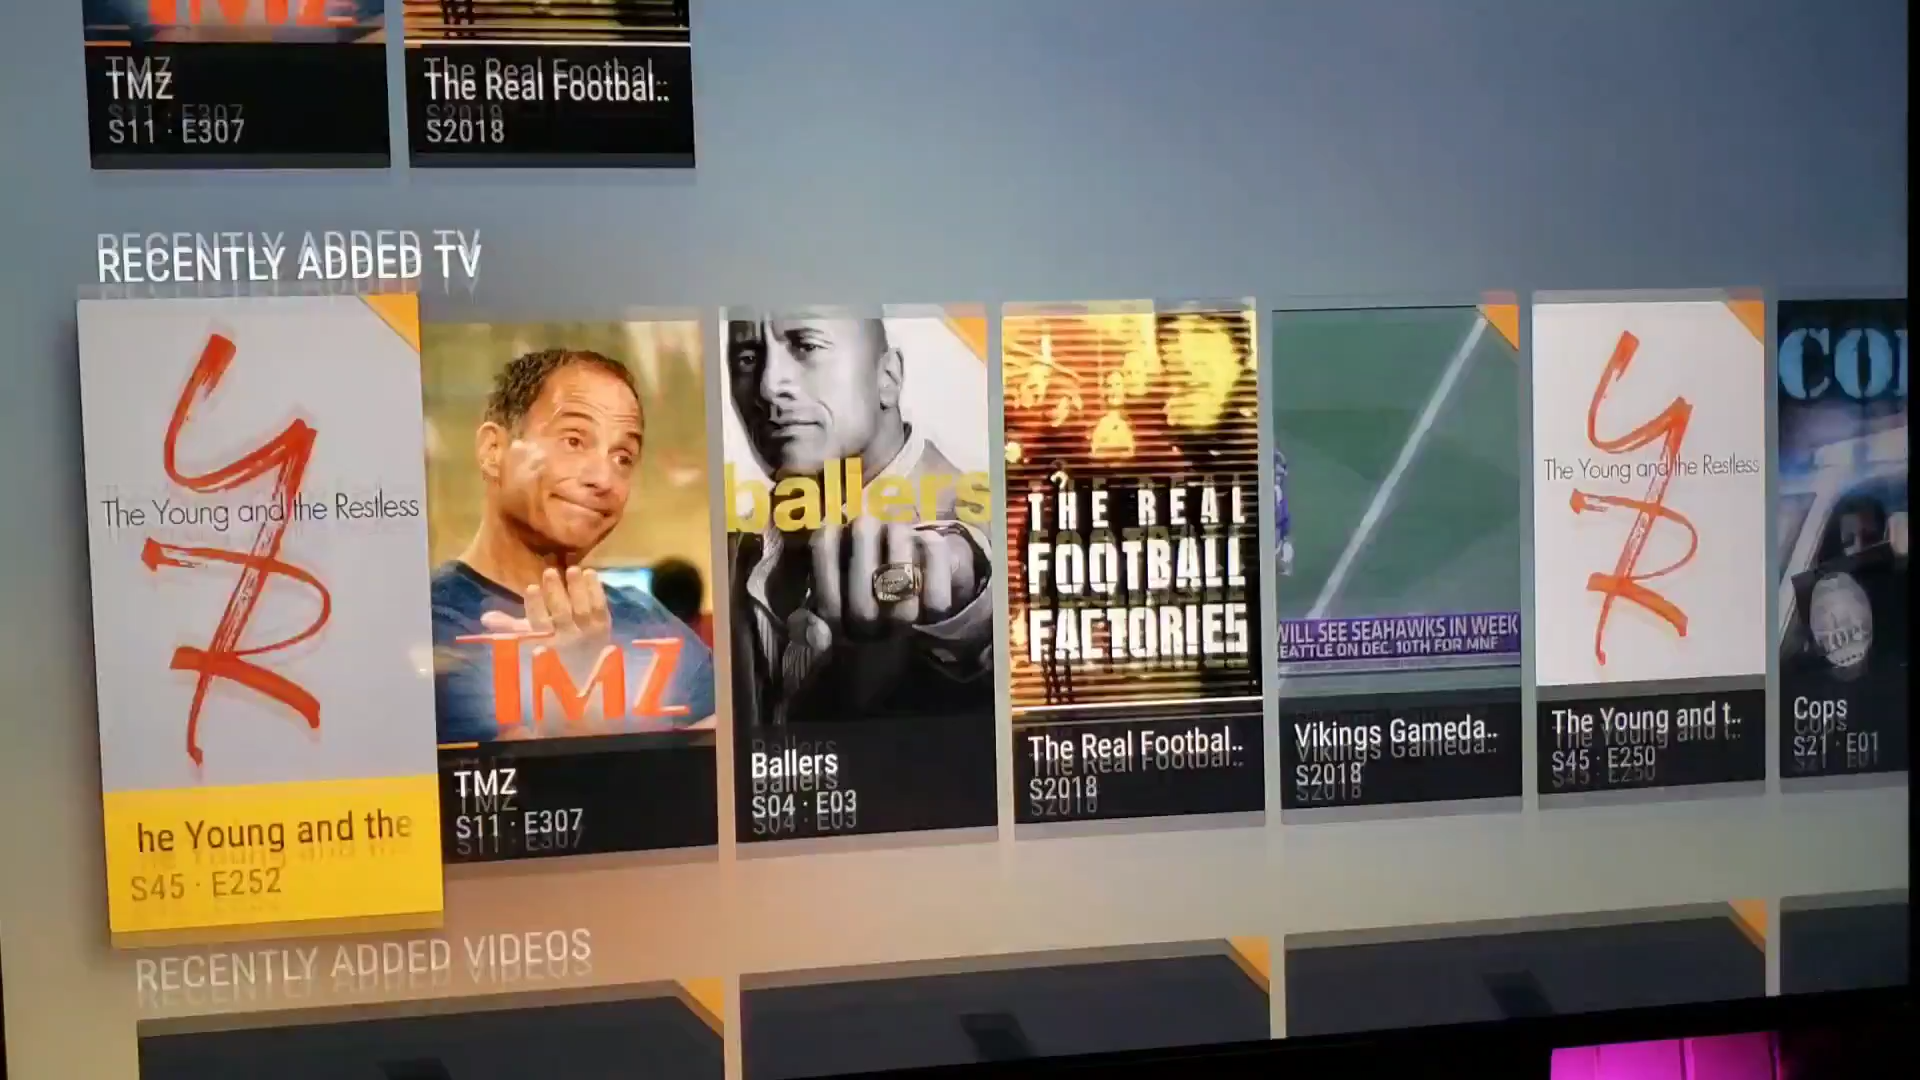 TMZ
TMZ
S11 · E307
The Real Footbal..
S2018
RECENTLY ADDED TV
The Young and the Restless
he Young and the
S45 · E252
TMZ
TMZ
S11 · E307
ballers
Ballers
S04 · E03
THE REAL
FOOTBALL
FACTORIES
The Real Footbal..
S2018
WILL SEE SEAHAWKS IN WEEK
EATTLE ON DEC. 10TH FOR MNF
Vikings Gameda..
S2018
The Young and the Restless
The Young and t..
S45 · E250
CO
Cops
S21 · E01
RECENTLY ADDED VIDEOS